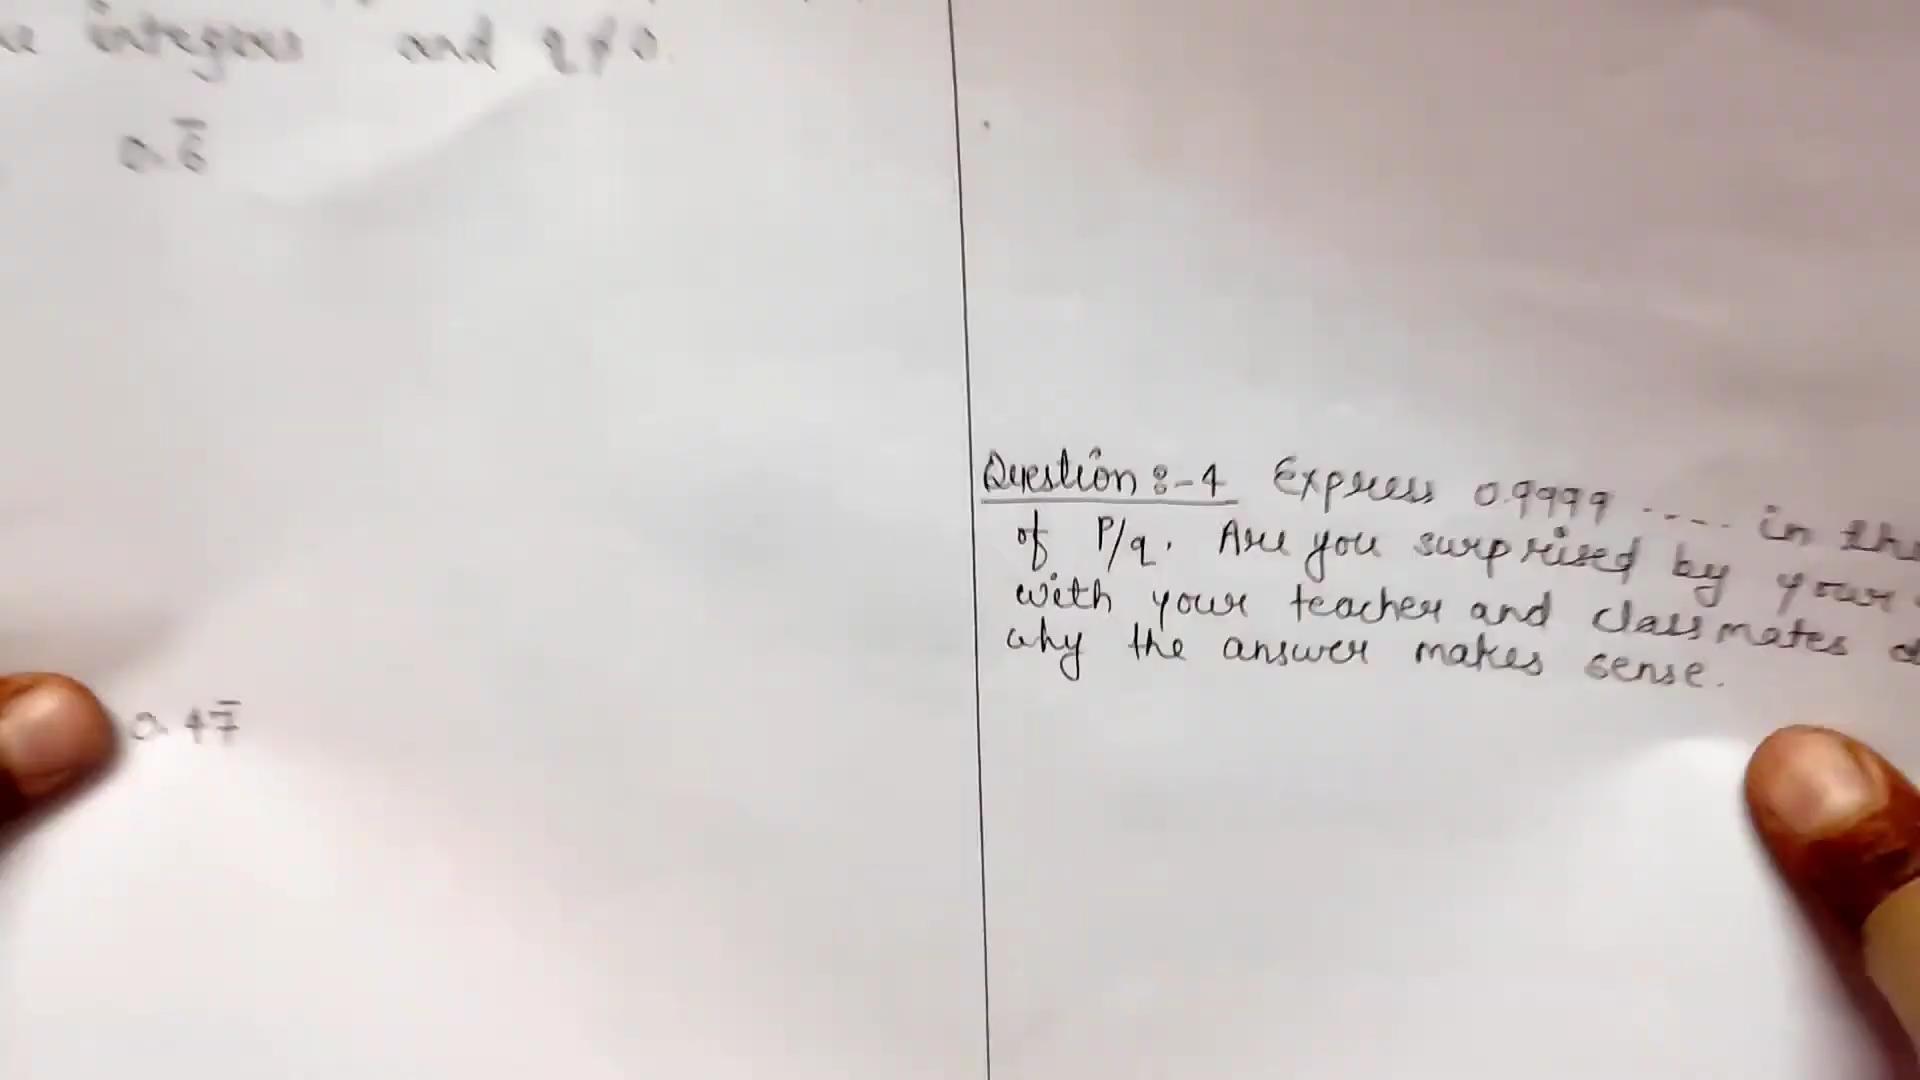 integers and q ≠ 0.
0.6̅
0.47̅
Question :- 4 Express 0.9999 ---- in the
of P/q. Are you surprised by your
with your teacher and classmates
why the answer makes sense.